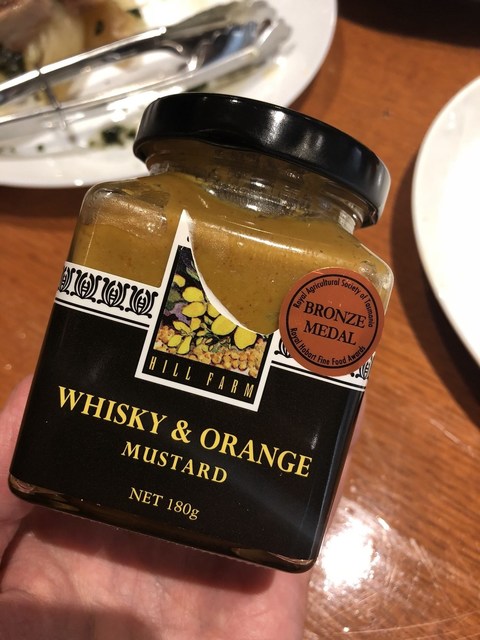 Royal Agricultural Society of Tasmania
BRONZE
MEDAL
Royal Hobart Fine Food Awards
HILL FARM
WHISKY & ORANGE
MUSTARD
NET 180g